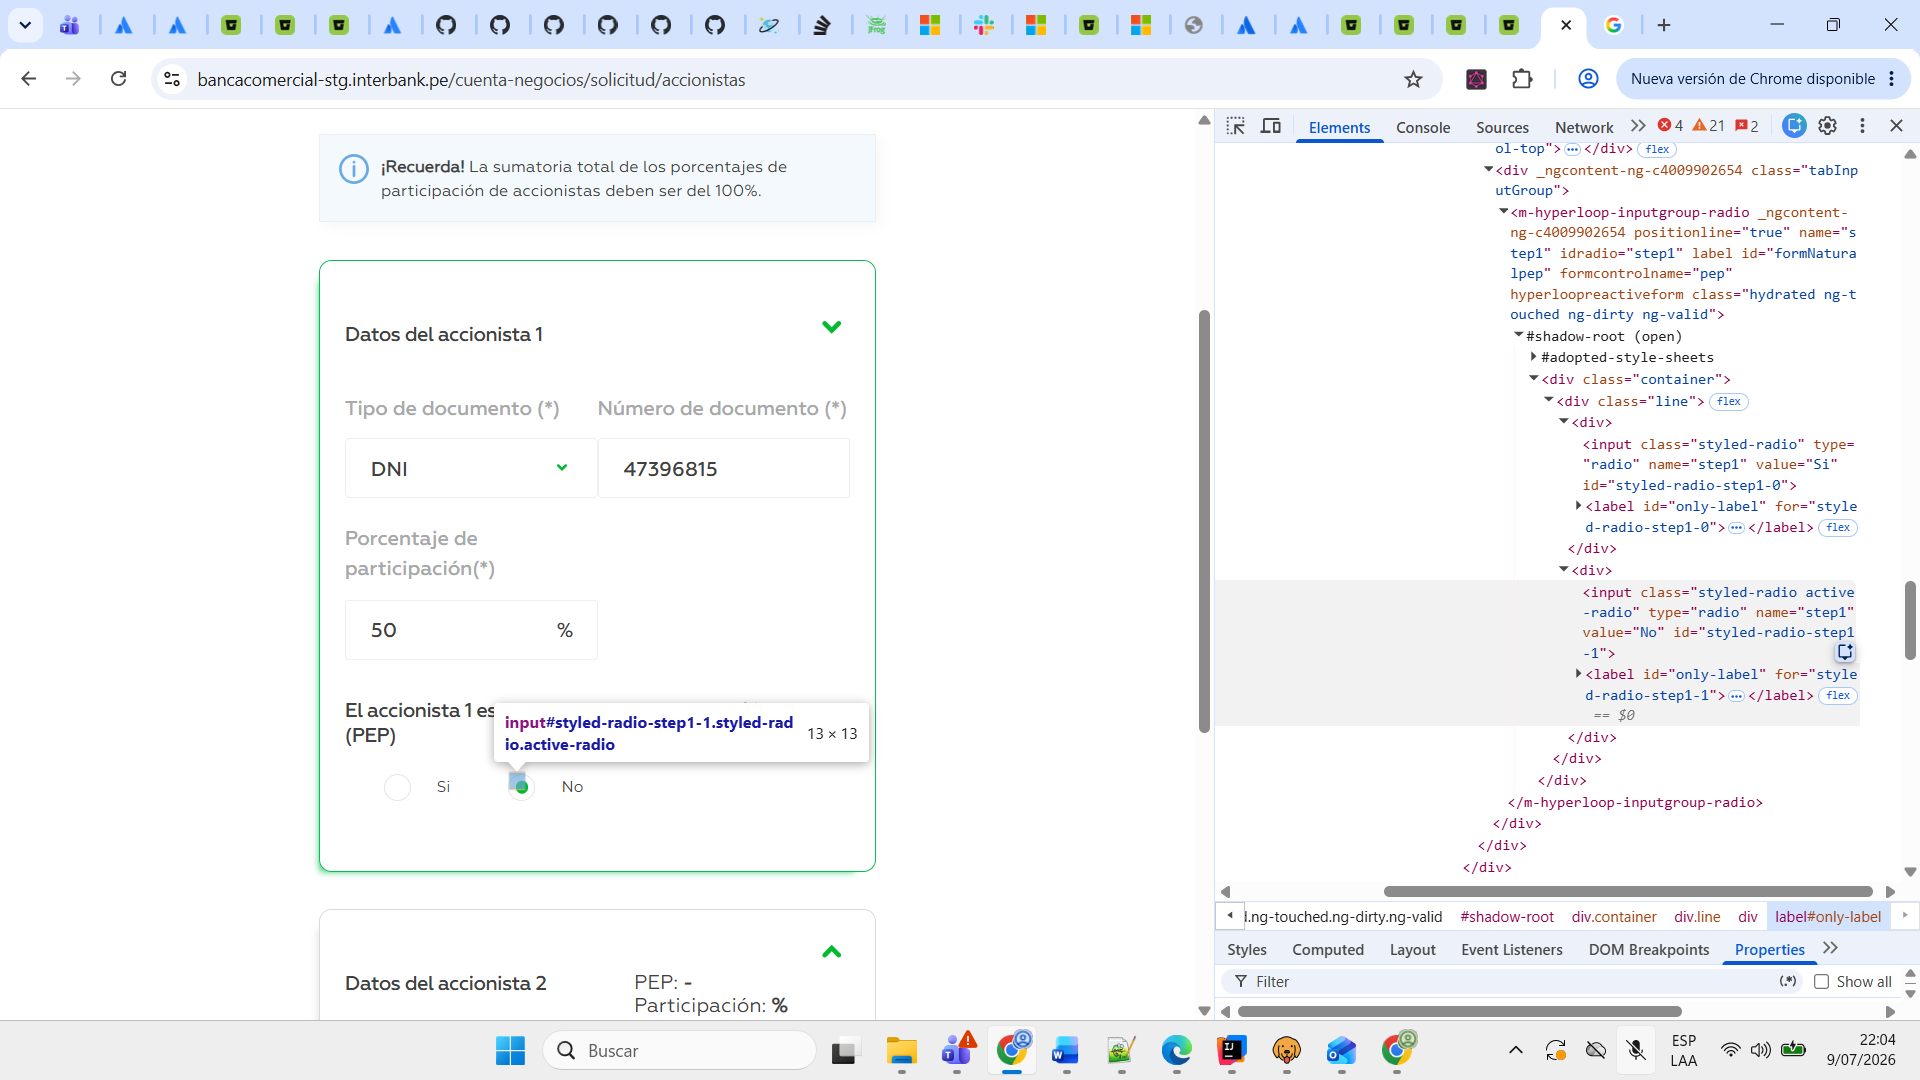 bancacomercial-stg.interbank.pe/cuenta-negocios/solicitud/accionistas
Nueva versión de Chrome disponible
¡Recuerda! La sumatoria total de los porcentajes de
participación de accionistas deben ser del 100%.
Datos del accionista 1
Tipo de documento (*)
Número de documento (*)
DNI
47396815
Porcentaje de
participación(*)
50
%
El accionista 1 es
(PEP)
input#styled-radio-step1-1.styled-rad
io.active-radio
13 × 13
Si
No
Datos del accionista 2
PEP: -
Participación: %
Elements
Console
Sources
Network
4
21
2
ol-top">
</div>
flex
<div _ngcontent-ng-c4009902654 class="tabInp
utGroup">
<m-hyperloop-inputgroup-radio _ngcontent-
ng-c4009902654 positionline="true" name="s
tep1" idradio="step1" label id="formNatura
lpep" formcontrolname="pep"
hyperloopreactiveform class="hydrated ng-t
ouched ng-dirty ng-valid">
#shadow-root (open)
#adopted-style-sheets
<div class="container">
<div class="line">
flex
<div>
<input class="styled-radio" type=
"radio" name="step1" value="Si"
id="styled-radio-step1-0">
<label id="only-label" for="style
d-radio-step1-0">
</label>
flex
</div>
<div>
<input class="styled-radio active
-radio" type="radio" name="step1"
value="No" id="styled-radio-step1
-1">
<label id="only-label" for="style
d-radio-step1-1">
</label>
flex
== $0
</div>
</div>
</div>
</m-hyperloop-inputgroup-radio>
</div>
</div>
</div>
l.ng-touched.ng-dirty.ng-valid
#shadow-root
div.container
div.line
div
label#only-label
Styles
Computed
Layout
Event Listeners
DOM Breakpoints
Properties
Filter
(.*)
Show all
Buscar
ESP
LAA
22:04
9/07/2026